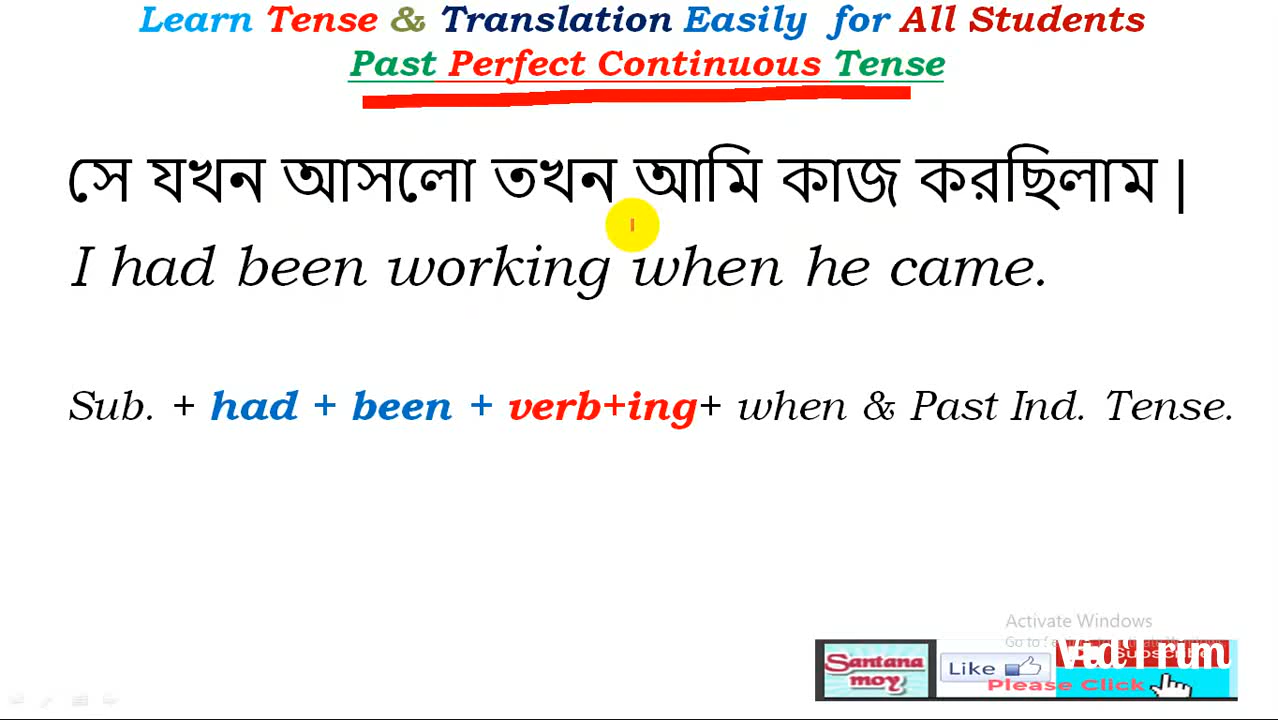 Learn Tense & Translation Easily for All Students
Past Perfect Continuous Tense
সে যখন আসলো তখন আমি কাজ করছিলাম |
I had been working when he came.
Sub. + had + been + verb+ing+ when & Past Ind. Tense.
Activate Windows
Go to
Santana
moy
Like
Please Click